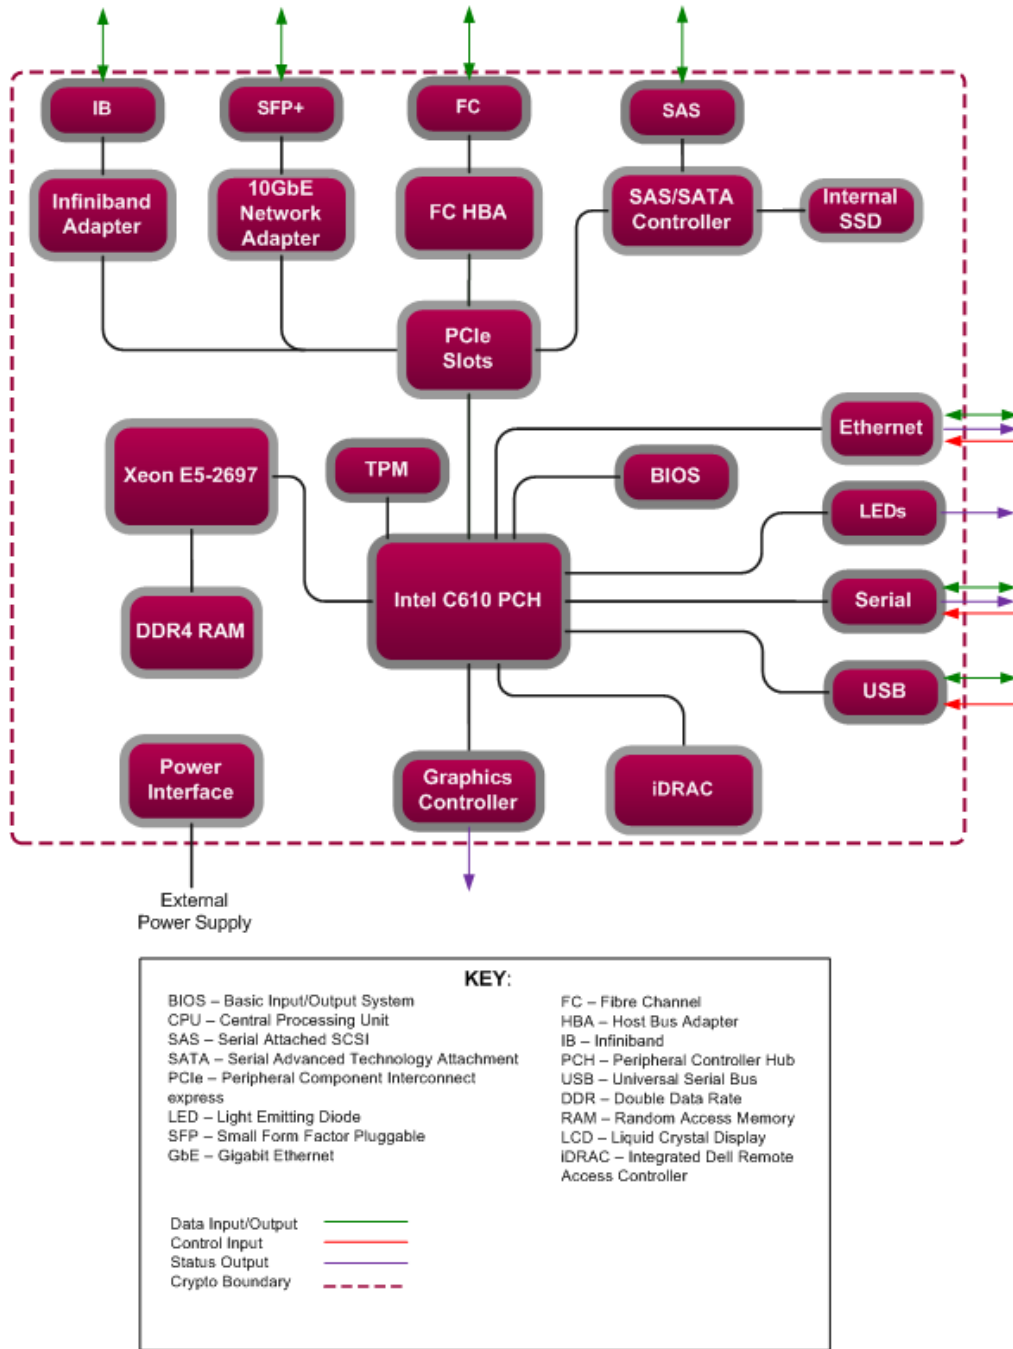 IB
SFP+
FC
SAS
Infiniband
Adapter
10GbE
Network
Adapter
FC HBA
SAS/SATA
Controller
Internal
SSD
PCIe
Slots
Ethernet
Xeon E5-2697
TPM
BIOS
LEDs
Intel C610 PCH
Serial
DDR4 RAM
USB
Power
Interface
Graphics
Controller
iDRAC
External
Power Supply
KEY:
BIOS – Basic Input/Output System
CPU – Central Processing Unit
SAS – Serial Attached SCSI
SATA – Serial Advanced Technology Attachment
PCIe – Peripheral Component Interconnect
express
LED – Light Emitting Diode
SFP – Small Form Factor Pluggable
GbE – Gigabit Ethernet
FC – Fibre Channel
HBA – Host Bus Adapter
IB – Infiniband
PCH – Peripheral Controller Hub
USB – Universal Serial Bus
DDR – Double Data Rate
RAM – Random Access Memory
LCD – Liquid Crystal Display
iDRAC – Integrated Dell Remote
Access Controller
Data Input/Output
Control Input
Status Output
Crypto Boundary